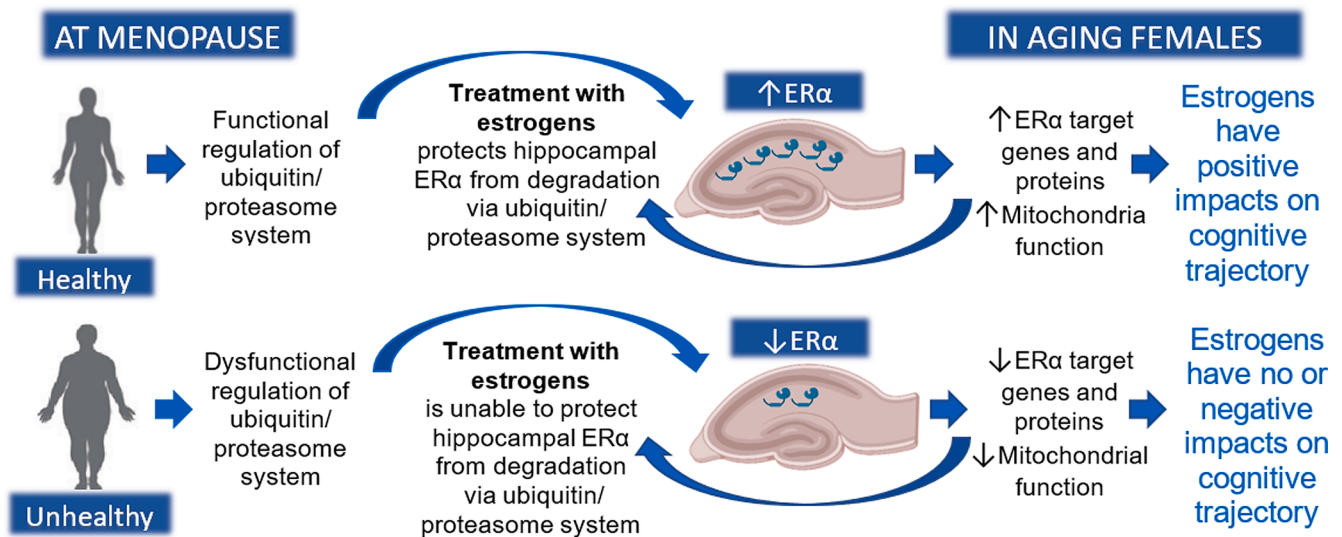 AT MENOPAUSE
IN AGING FEMALES
Healthy
Functional
regulation of
ubiquitin/
proteasome
system
Treatment with
estrogens
protects hippocampal
ERα from degradation
via ubiquitin/
proteasome system
↑ERα
↑ERα target
genes and
proteins
↑Mitochondria
function
Estrogens
have
positive
impacts on
cognitive
trajectory
Unhealthy
Dysfunctional
regulation of
ubiquitin/
proteasome
system
Treatment with
estrogens
is unable to protect
hippocampal ERα
from degradation
via ubiquitin/
proteasome system
↓ERα
↓ERα target
genes and
proteins
↓Mitochondrial
function
Estrogens
have no or
negative
impacts on
cognitive
trajectory